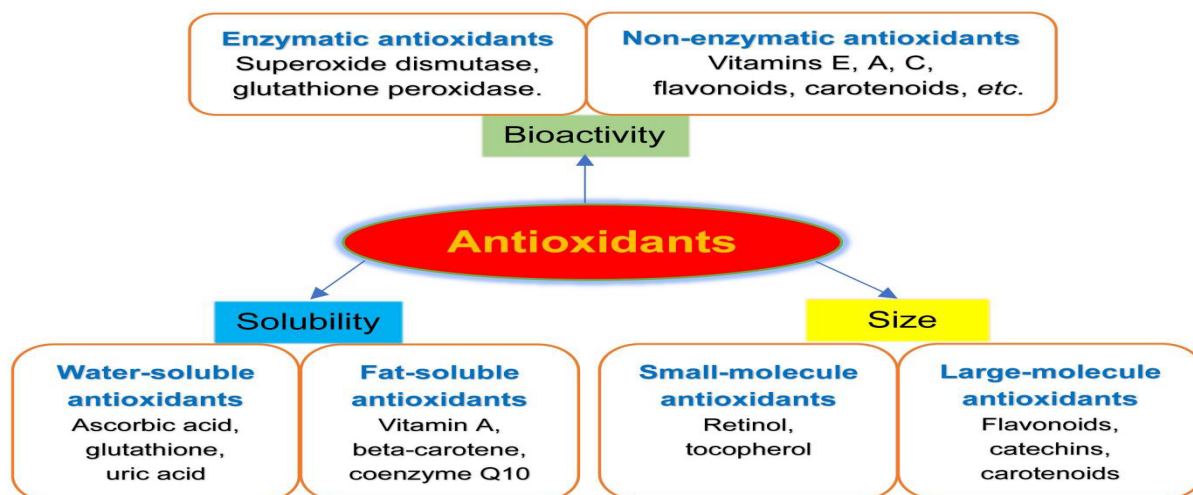 Enzymatic antioxidants
Superoxide dismutase,
glutathione peroxidase.
Non-enzymatic antioxidants
Vitamins E, A, C,
flavonoids, carotenoids, etc.
Bioactivity
Antioxidants
Solubility
Size
Water-soluble
antioxidants
Ascorbic acid,
glutathione,
uric acid
Fat-soluble
antioxidants
Vitamin A,
beta-carotene,
coenzyme Q10
Small-molecule
antioxidants
Retinol,
tocopherol
Large-molecule
antioxidants
Flavonoids,
catechins,
carotenoids